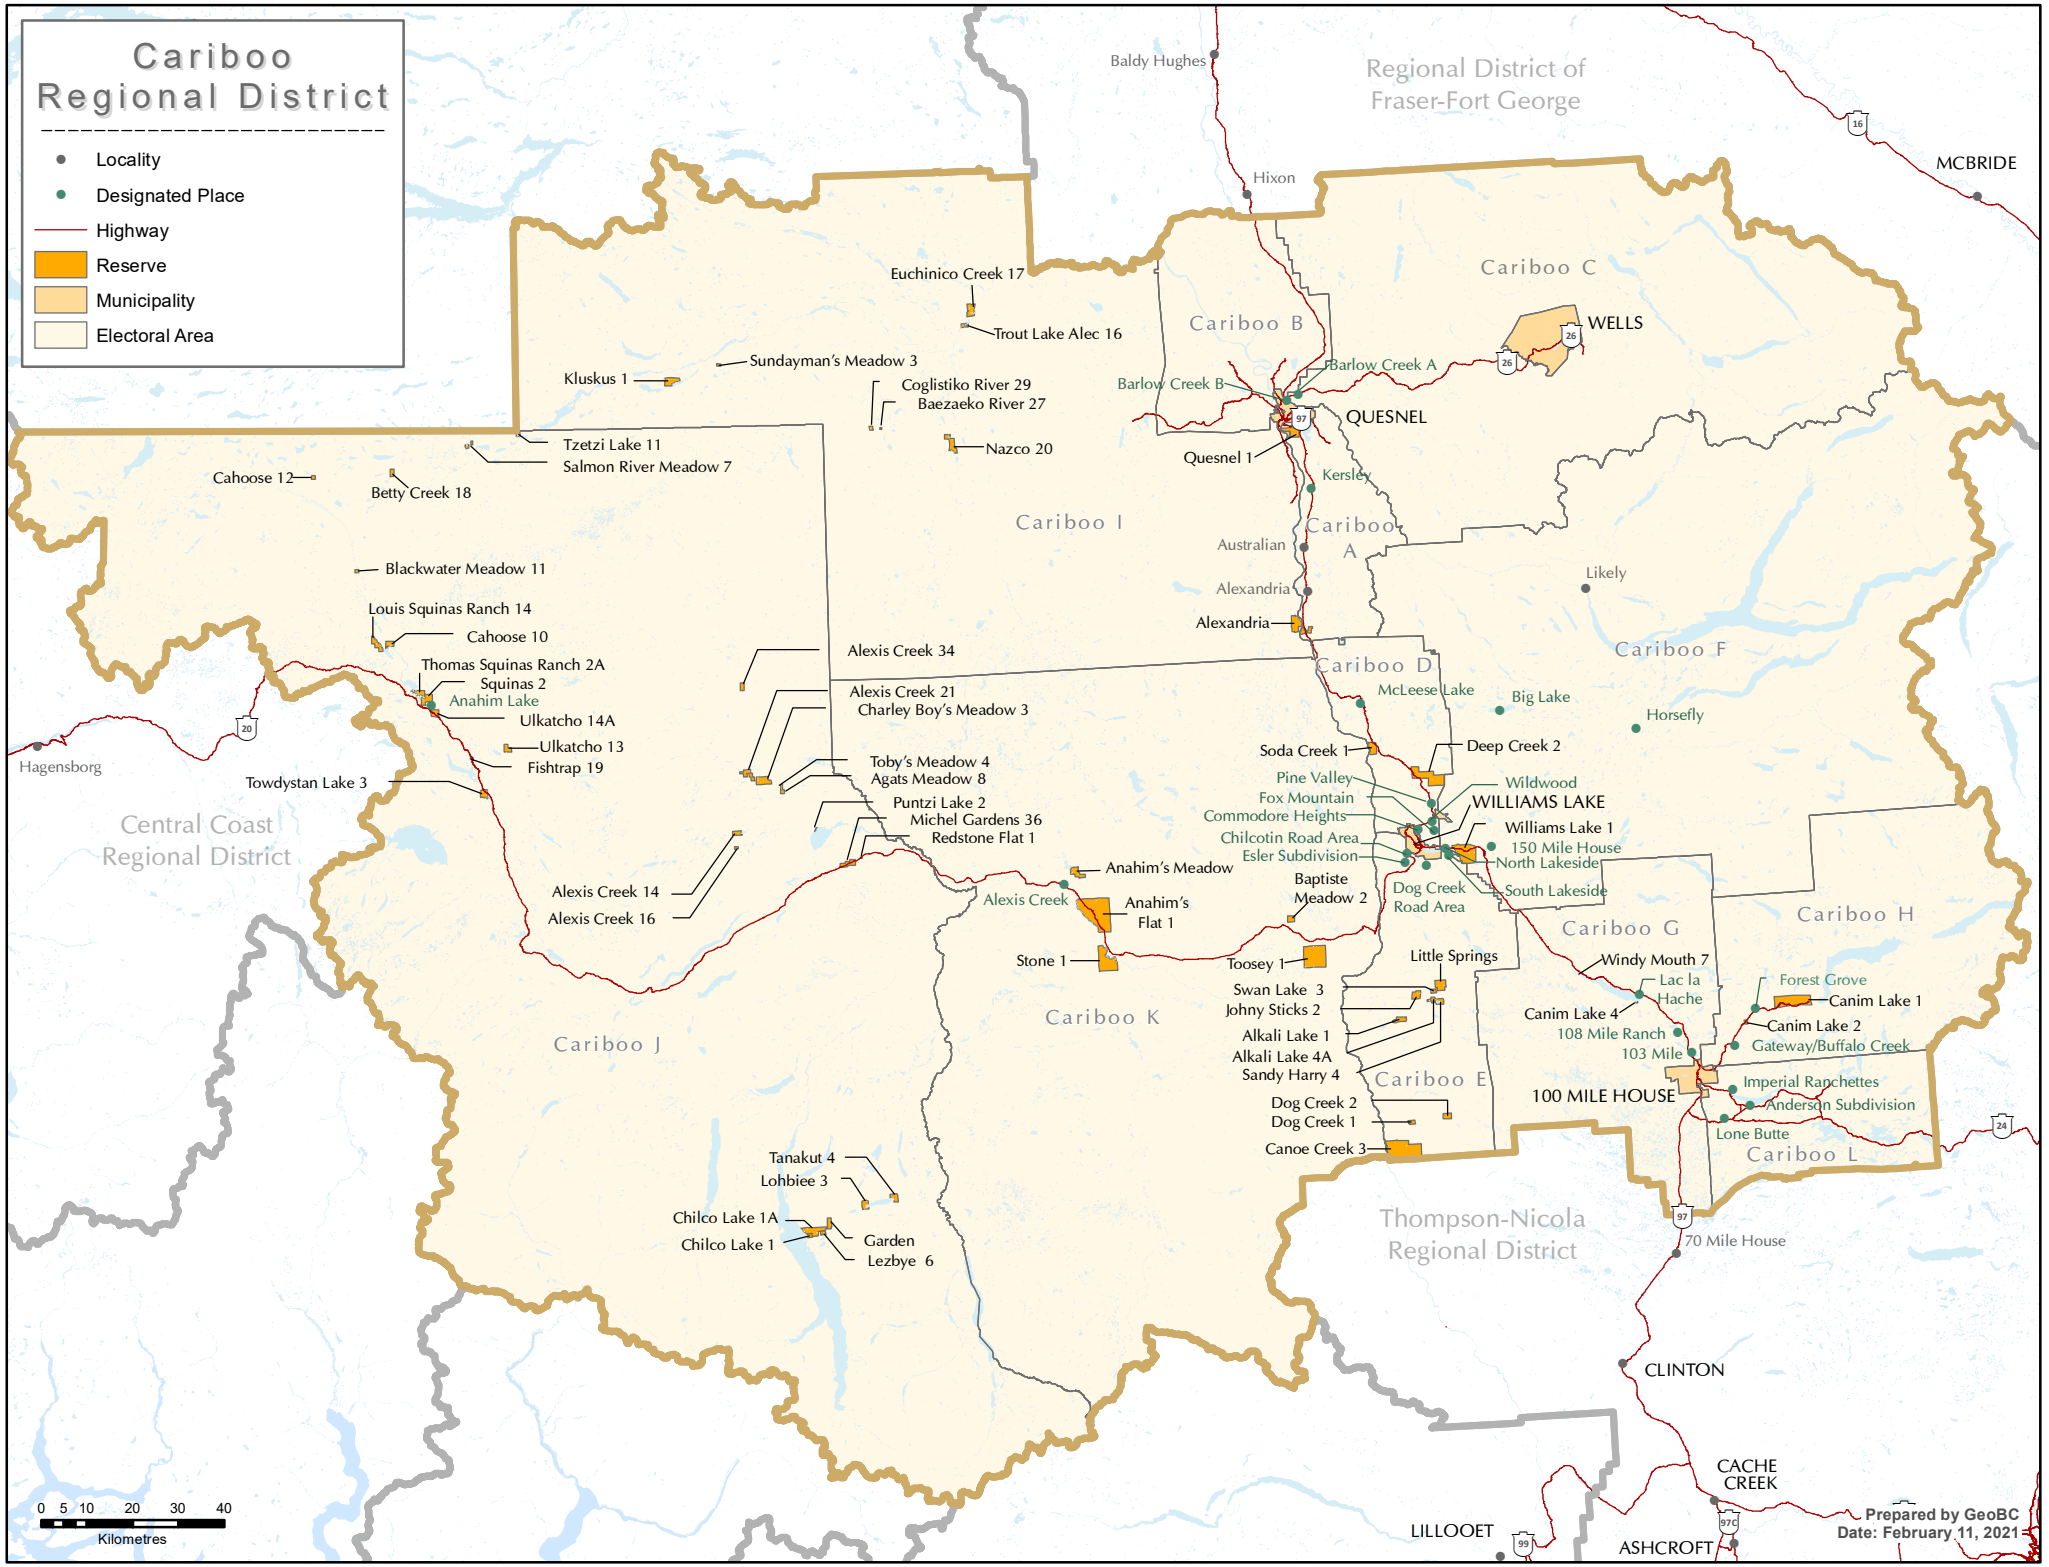 Cariboo
Regional District
Locality
Designated Place
Highway
Reserve
Municipality
Electoral Area
Baldy Hughes
Regional District of
Fraser-Fort George
16
MCBRIDE
Hixon
Cariboo C
Euchinico Creek 17
Cariboo B
WELLS
26
26
Trout Lake Alec 16
Sundayman's Meadow 3
Barlow Creek A
Kluskus 1
Barlow Creek B
Coglistiko River 29
Baezaeko River 27
97
QUESNEL
Tzetzi Lake 11
Nazco 20
Quesnel 1
Salmon River Meadow 7
Cahoose 12
Betty Creek 18
Kersley
Cariboo I
Cariboo
A
Australian
Blackwater Meadow 11
Likely
Alexandria
Louis Squinas Ranch 14
Alexandria
Cahoose 10
Alexis Creek 34
Cariboo F
Thomas Squinas Ranch 2A
Cariboo D
Squinas 2
Alexis Creek 21
McLeese Lake
Big Lake
Anahim Lake
Charley Boy's Meadow 3
Horsefly
Ulkatcho 14A
20
Ulkatcho 13
Soda Creek 1
Deep Creek 2
Hagensborg
Fishtrap 19
Toby's Meadow 4
Agats Meadow 8
Pine Valley
Wildwood
Towdystan Lake 3
Puntzi Lake 2
Fox Mountain
WILLIAMS LAKE
Michel Gardens 36
Commodore Heights
Central Coast
Regional District
Redstone Flat 1
Chilcotin Road Area
Williams Lake 1
150 Mile House
Esler Subdivision
North Lakeside
Anahim's Meadow
Baptiste
Meadow 2
Dog Creek
Road Area
South Lakeside
Alexis Creek 14
Alexis Creek
Anahim's
Flat 1
Alexis Creek 16
Cariboo H
Cariboo G
Stone 1
Toosey 1
Little Springs
Windy Mouth 7
Swan Lake 3
Lac la
Hache
Forest Grove
Johny Sticks 2
Canim Lake 1
Canim Lake 4
Cariboo K
Canim Lake 2
Alkali Lake 1
108 Mile Ranch
Cariboo J
Alkali Lake 4A
103 Mile
Gateway/Buffalo Creek
Sandy Harry 4
Cariboo E
Imperial Ranchettes
100 MILE HOUSE
Dog Creek 2
Anderson Subdivision
Dog Creek 1
Lone Butte
24
Canoe Creek 3
Cariboo L
Tanakut 4
Lohbiee 3
Chilco Lake 1A
Thompson-Nicola
Regional District
97
Chilco Lake 1
Garden
70 Mile House
Lezbye 6
CLINTON
CACHE
CREEK
0 5 10 20 30 40
Kilometres
Prepared by GeoBC
Date: February 11, 2021
97C
LILLOOET
99
ASHCROFT